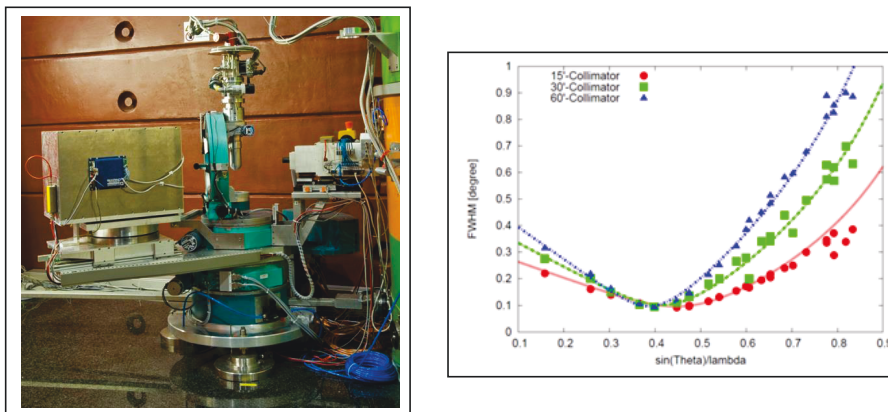 15'-Collimator
30'-Collimator
60'-Collimator
FWHM [degree]
1
0.9
0.8
0.7
0.6
0.5
0.4
0.3
0.2
0.1
0
0.1 0.2 0.3 0.4 0.5 0.6 0.7 0.8 0.9
sin(Theta)/lambda